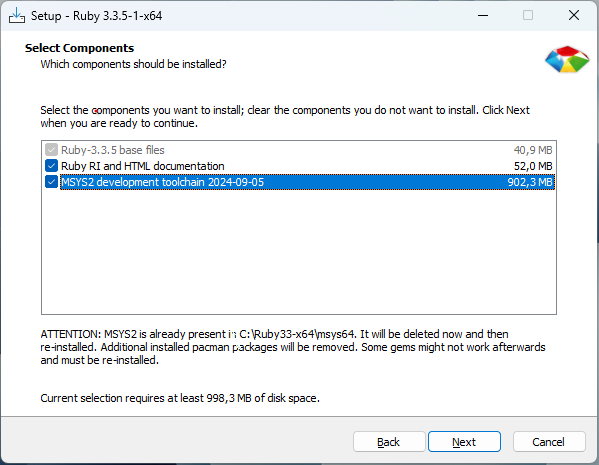 Setup - Ruby 3.3.5-1-x64
Select Components
Which components should be installed?
Select the components you want to install; clear the components you do not want to install. Click Next
when you are ready to continue.
Ruby-3.3.5 base files 40,9 MB
Ruby RI and HTML documentation 52,0 MB
MSYS2 development toolchain 2024-09-05 902,3 MB
ATTENTION: MSYS2 is already present in C:\Ruby33-x64\msys64. It will be deleted now and then
re-installed. Additional installed pacman packages will be removed. Some gems might not work afterwards
and must be re-installed.
Current selection requires at least 998,3 MB of disk space.
Back Next Cancel